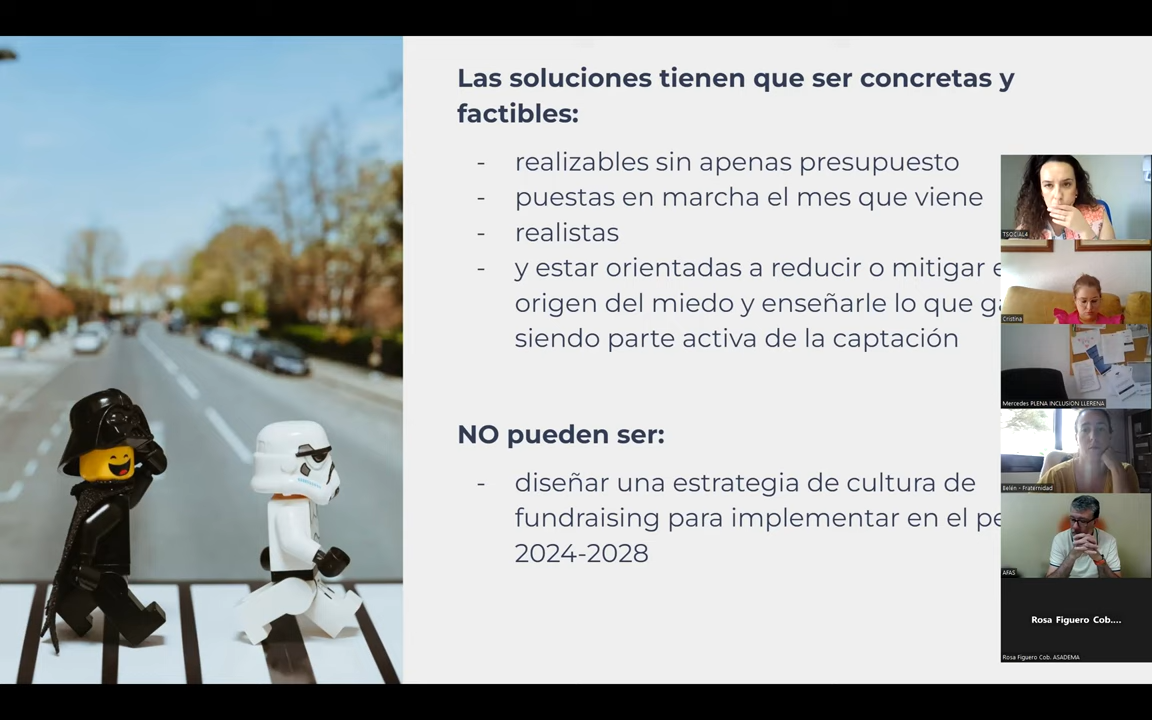 Las soluciones tienen que ser concretas y
factibles:
- realizables sin apenas presupuesto
- puestas en marcha el mes que viene
- realistas
- y estar orientadas a reducir o mitigar
origen del miedo y enseñarle lo que
siendo parte activa de la captación
NO pueden ser:
- diseñar una estrategia de cultura de
fundraising para implementar en el
2024-2028
TSOCIAL4
Cristina
Mercedes PLENA INCLUSION LLERENA
Belén - Fraternidad
AFAS
Rosa Figuero Cob....
Rosa Figuero Cob. ASADEMA